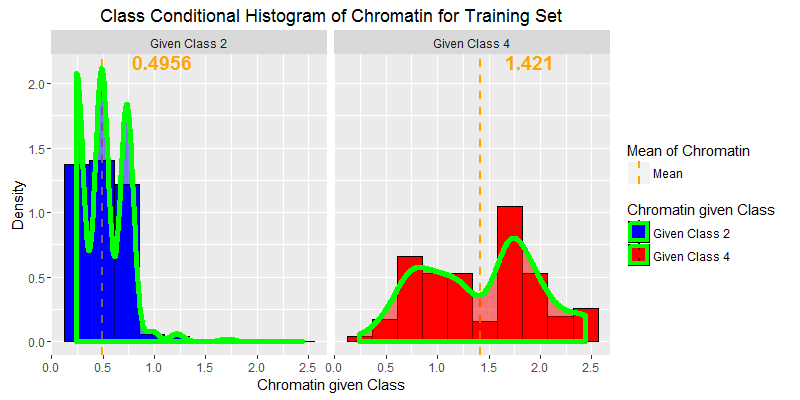 Class Conditional Histogram of Chromatin for Training Set
Given Class 2
Given Class 4
0.4956
1.421
2.0
1.5
1.0
0.5
0.0
Density
0.0 0.5 1.0 1.5 2.0 2.5
0.0 0.5 1.0 1.5 2.0 2.5
Chromatin given Class
Mean of Chromatin
Mean
Chromatin given Class
Given Class 2
Given Class 4